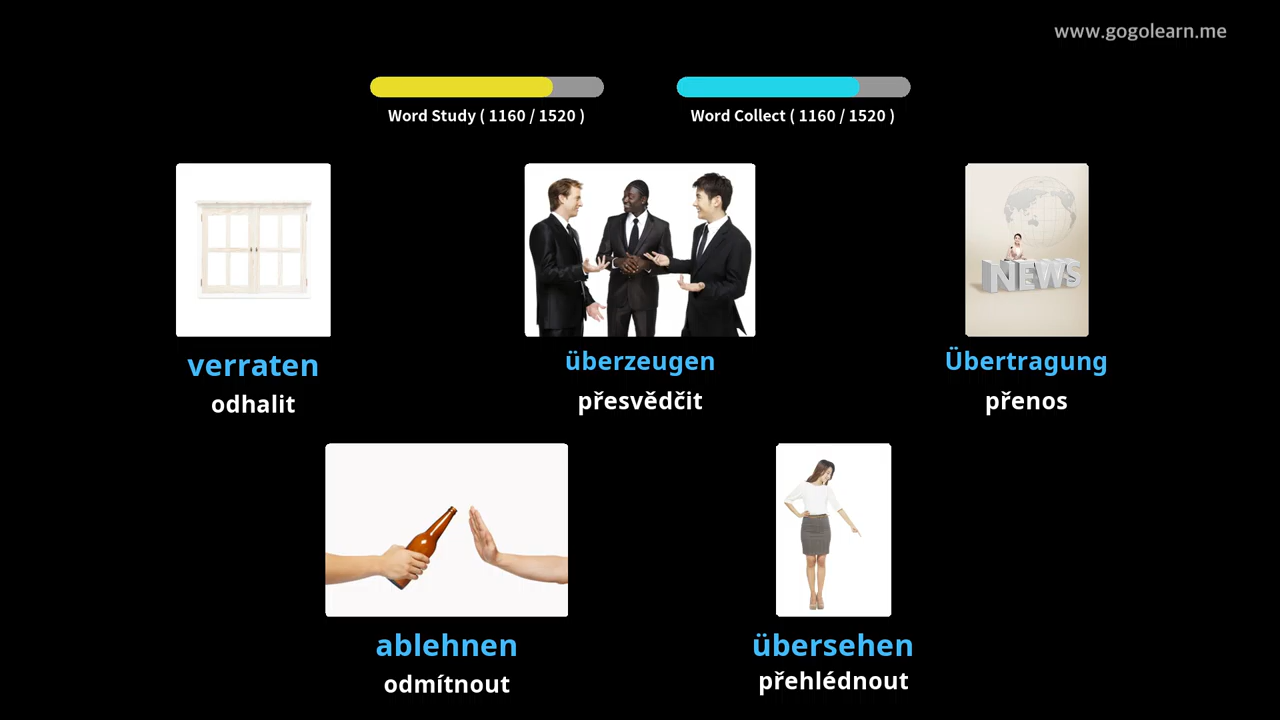 www.gogolearn.me
Word Study ( 1160 / 1520 )
Word Collect ( 1160 / 1520 )
NEWS
verraten
odhalit
überzeugen
přesvědčit
Übertragung
přenos
ablehnen
odmítnout
übersehen
přehlédnout